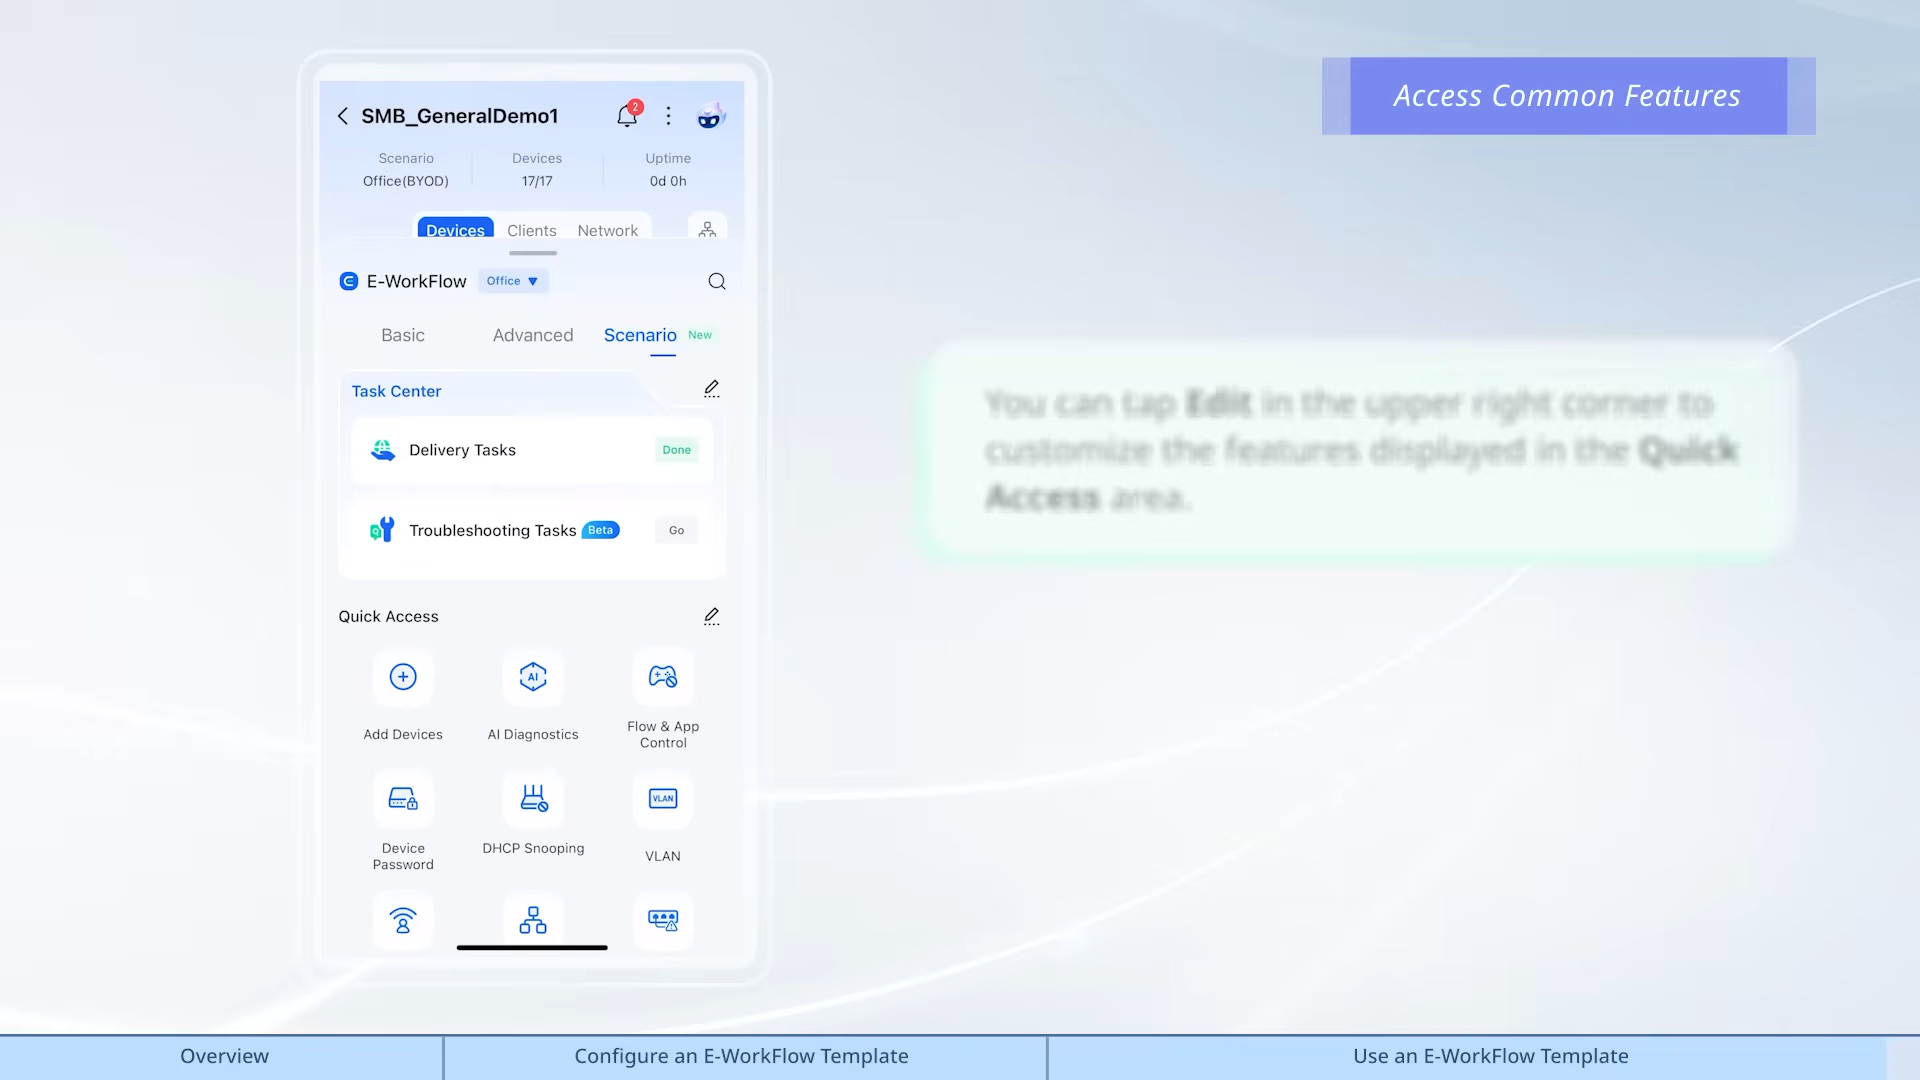 Access Common Features
SMB_GeneralDemo1
2
Scenario
Devices
Uptime
Office(BYOD)
17/17
0d 0h
Devices
Clients
Network
E-WorkFlow
Office ▼
Basic
Advanced
Scenario
New
Task Center
Delivery Tasks
Done
Troubleshooting Tasks
Beta
Go
You can tap Edit in the upper right corner to
customize the features displayed in the Quick
Access area.
Quick Access
AI
Add Devices
AI Diagnostics
Flow & App
Control
VLAN
Device
Password
DHCP Snooping
VLAN
Overview
Configure an E-WorkFlow Template
Use an E-WorkFlow Template